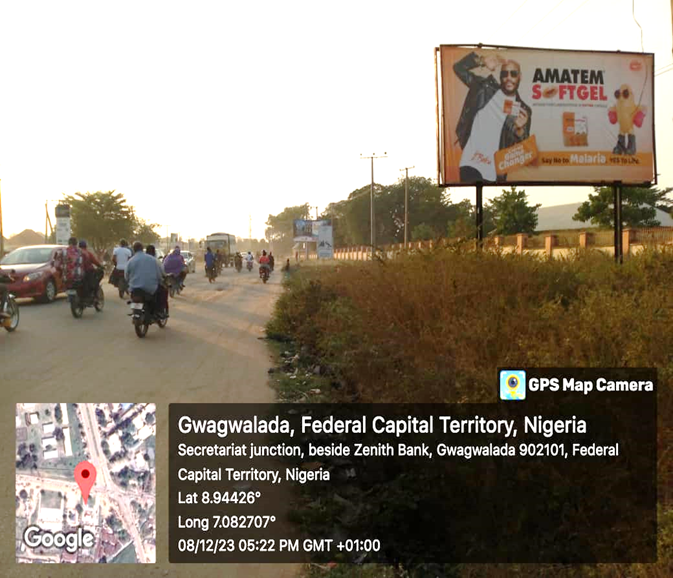 AMATEM
SOFTGEL
Changer
Say No to Malaria YES To Life.
GPS Map Camera
Gwagwalada, Federal Capital Territory, Nigeria
Secretariat junction, beside Zenith Bank, Gwagwalada 902101, Federal
Capital Territory, Nigeria
Lat 8.94426°
Long 7.082707°
08/12/23 05:22 PM GMT +01:00
Google